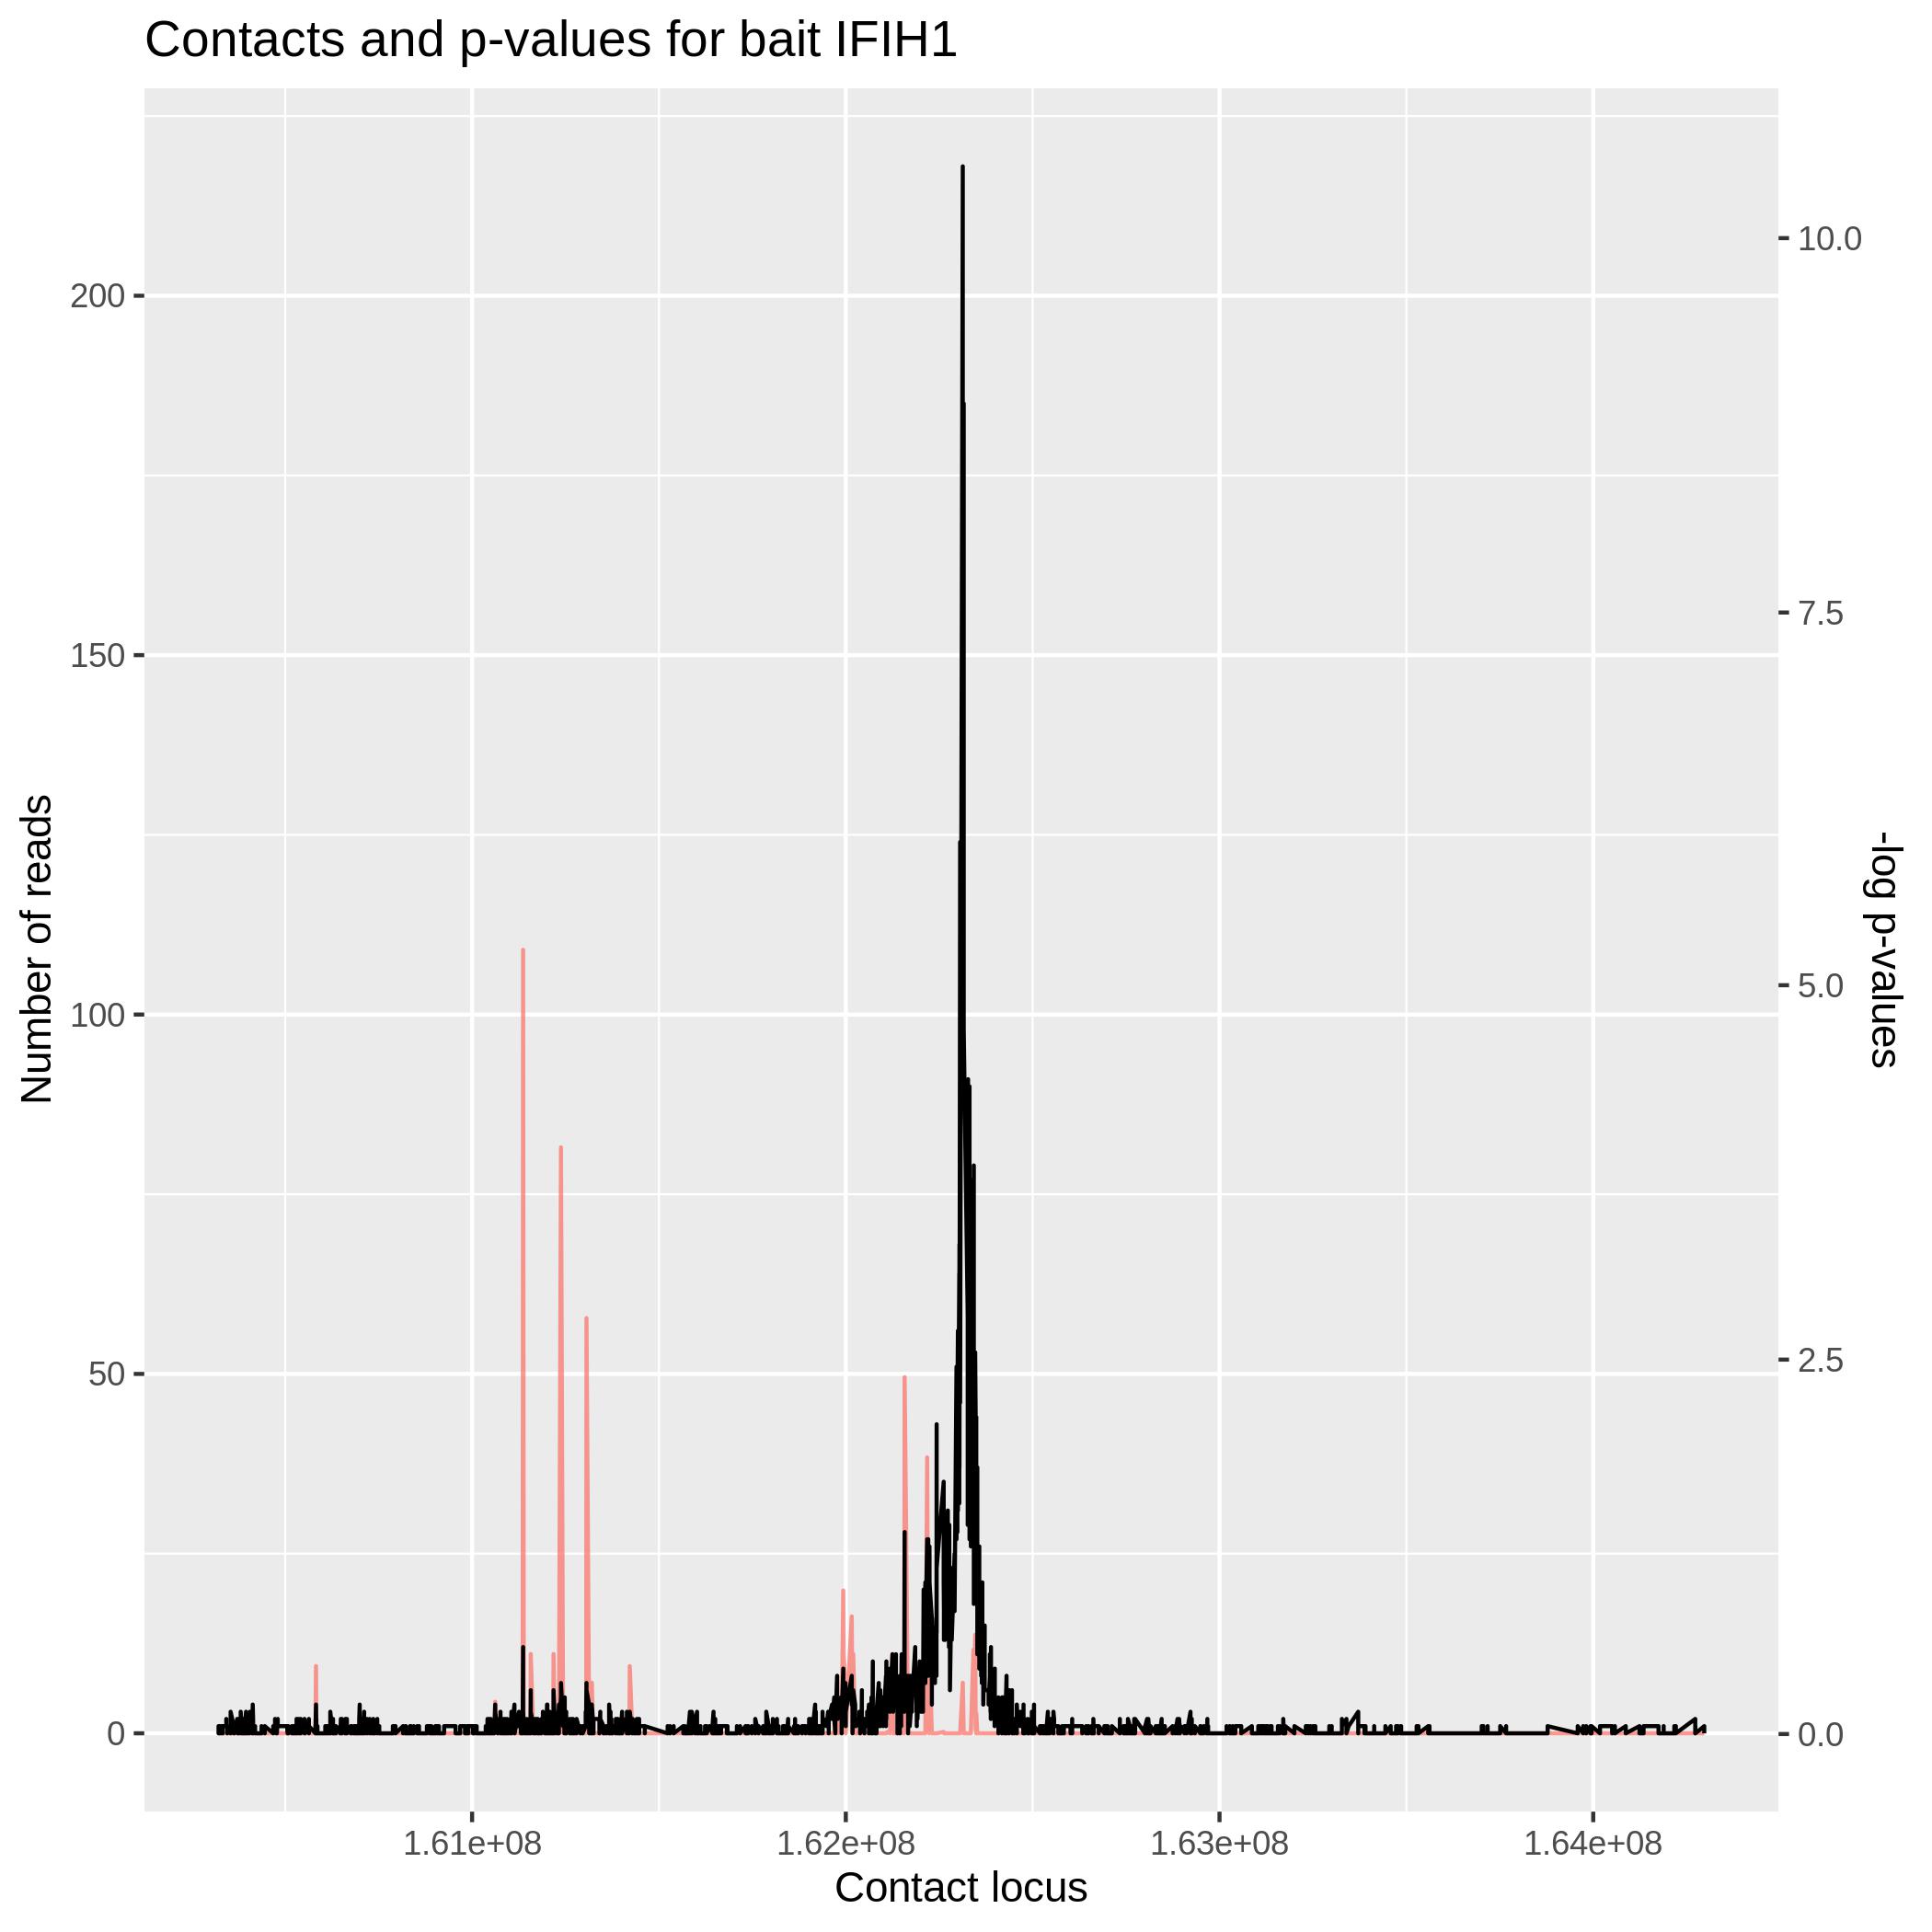 Contacts and p-values for bait IFIH1
Number of reads
200
150
100
50
0
10.0
7.5
5.0
2.5
0.0
-log p-values
1.61e+08
1.62e+08
1.63e+08
1.64e+08
Contact locus